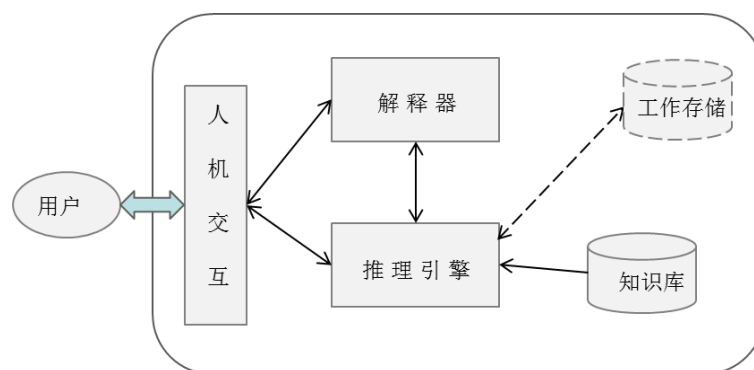 用户
人机交互
解释器
推理引擎
工作存储
知识库